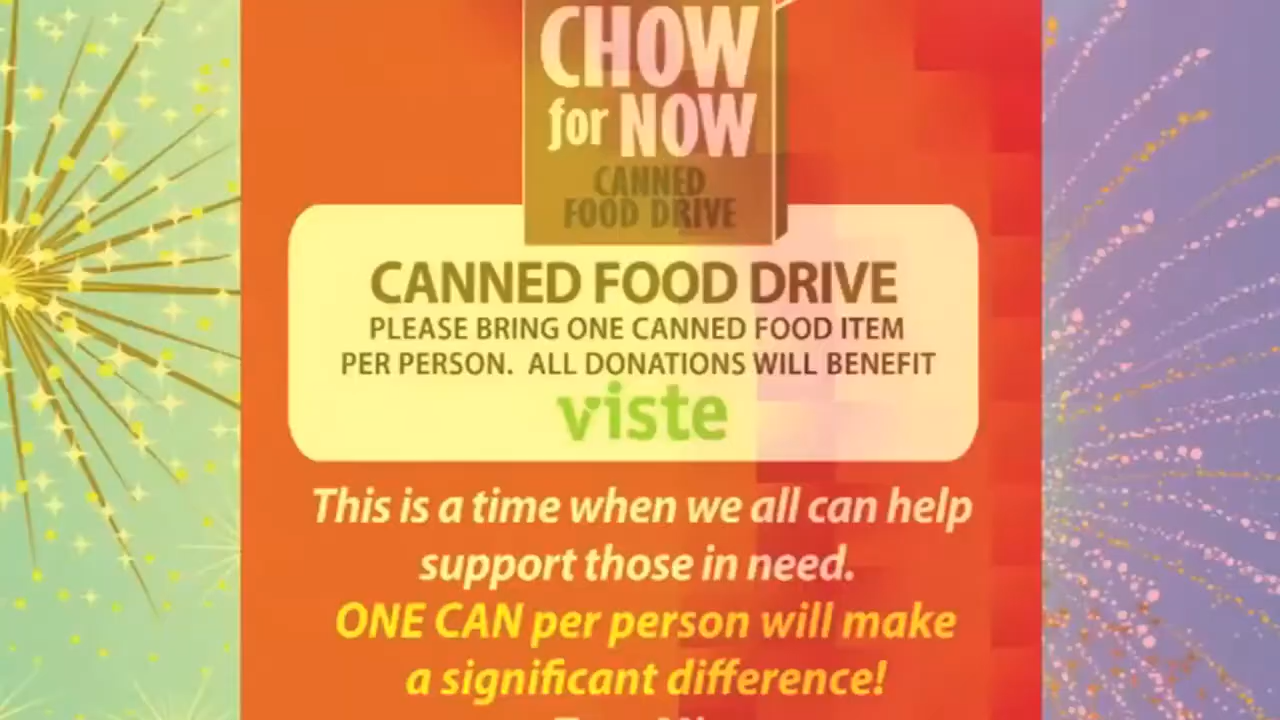 CHOW
for NOW
CANNED
FOOD DRIVE
CANNED FOOD DRIVE
PLEASE BRING ONE CANNED FOOD ITEM
PER PERSON. ALL DONATIONS WILL BENEFIT
viste
This is a time when we all can help
support those in need.
ONE CAN per person will make
a significant difference!